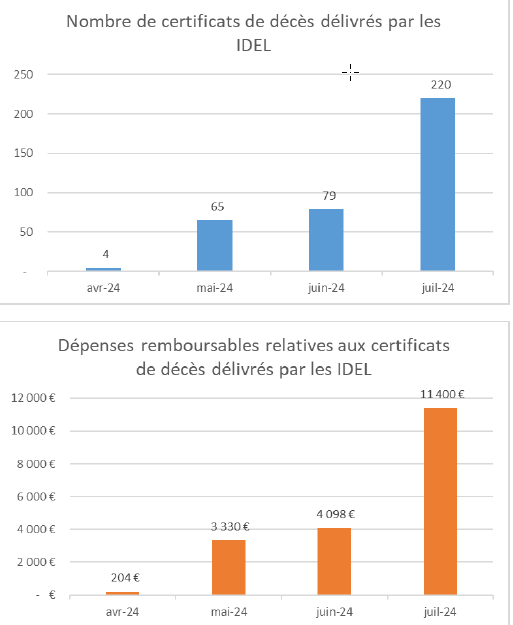 Nombre de certificats de décès délivrés par les
IDEL
250
200
150
100
50
-
4
65
79
220
avr-24
mai-24
juin-24
juil-24
Dépenses remboursables relatives aux certificats
de décès délivrés par les IDEL
12 000 €
10 000 €
8 000 €
6 000 €
4 000 €
2 000 €
- €
204 €
3 330 €
4 098 €
11 400 €
avr-24
mai-24
juin-24
juil-24